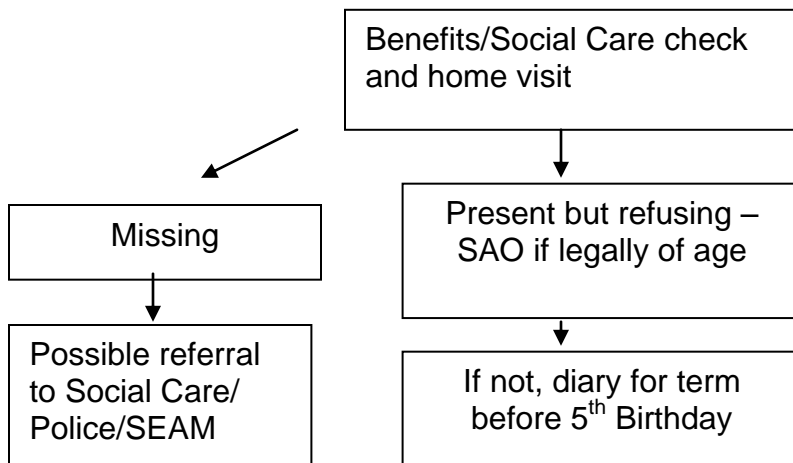 Benefits/Social Care check
and home visit
Missing
Present but refusing –
SAO if legally of age
Possible referral
to Social Care/
Police/SEAM
If not, diary for term
before 5th Birthday